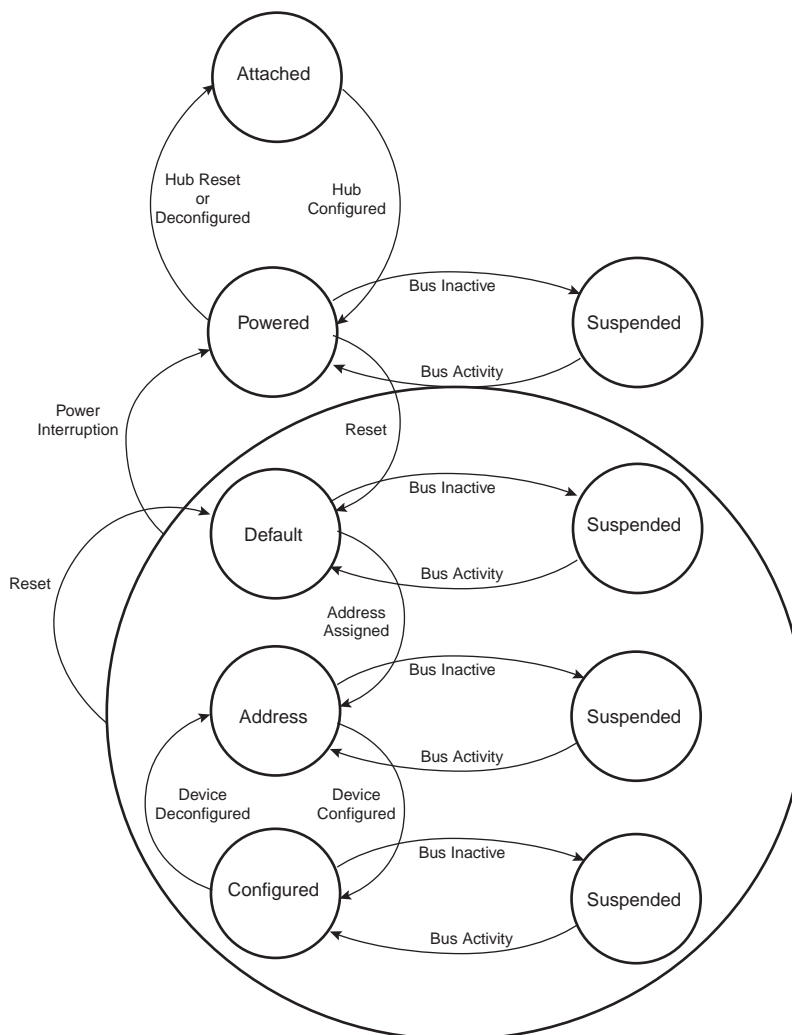 Attached
Hub Reset
or
Deconfigured
Hub
Configured
Powered
Bus Inactive
Suspended
Bus Activity
Power
Interruption
Reset
Default
Bus Inactive
Suspended
Bus Activity
Reset
Address
Assigned
Address
Bus Inactive
Suspended
Bus Activity
Device
Deconfigured
Device
Configured
Configured
Bus Inactive
Suspended
Bus Activity